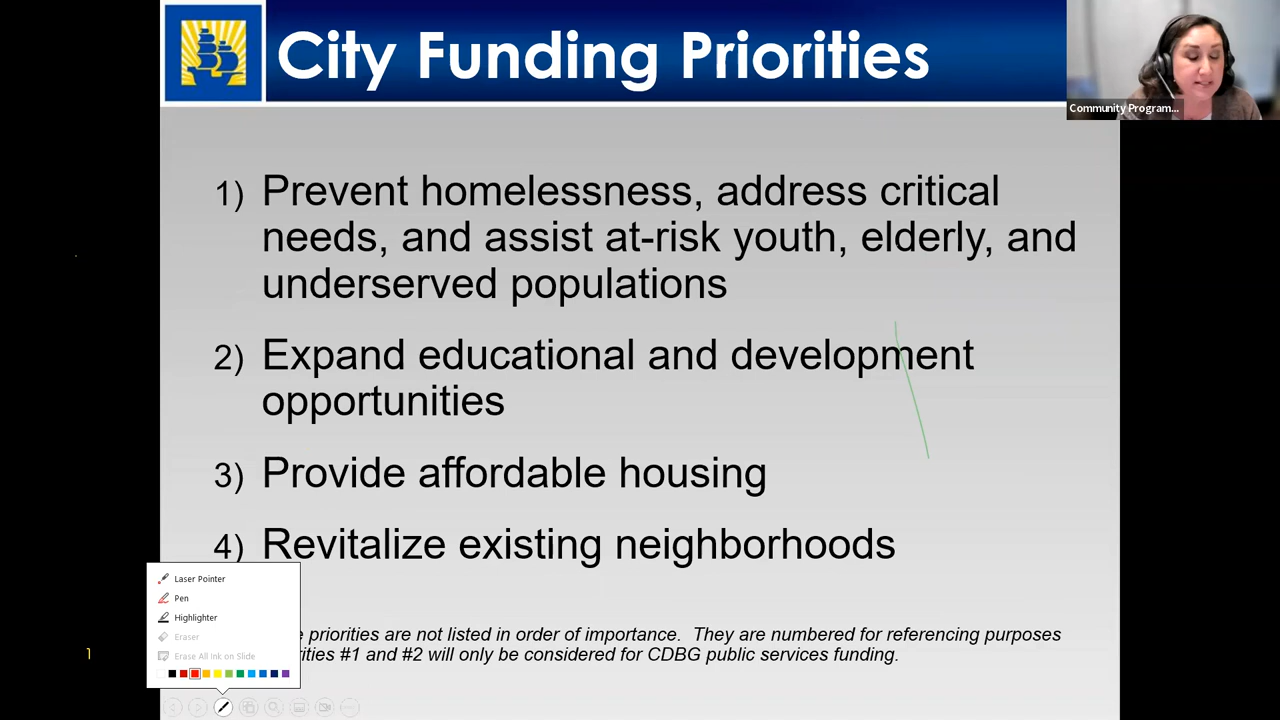 City Funding Priorities
Community Program...
1) Prevent homelessness, address critical
needs, and assist at-risk youth, elderly, and
underserved populations
2) Expand educational and development
opportunities
3) Provide affordable housing
4) Revitalize existing neighborhoods
Laser Pointer
Pen
Highlighter
Eraser
Erase All Ink on Slide
priorities are not listed in order of importance. They are numbered for referencing purposes
#1 and #2 will only be considered for CDBG public services funding.
1